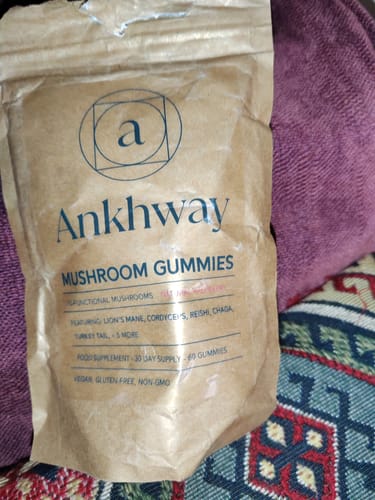 a
Ankhway
MUSHROOM GUMMIES
FUNCTIONAL MUSHROOMS
FEATURING: LION'S MANE, CORDYCEPS, REISHI, CHAGA,
TURKEY TAIL, + 5 MORE
FOOD SUPPLEMENT - 30 DAY SUPPLY - 60 GUMMIES
VEGAN, GLUTEN-FREE, NON-GMO